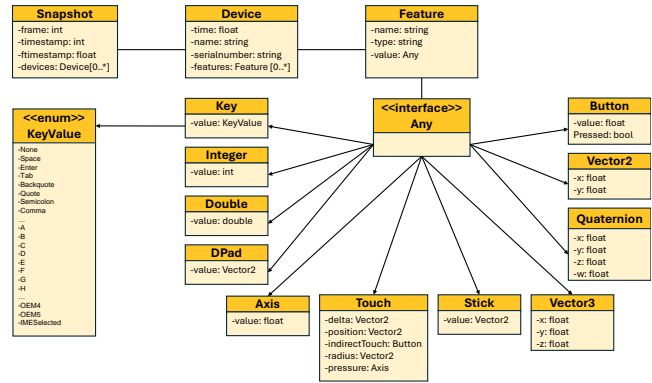 Snapshot
-frame: int
-timestamp: int
-ftimestamp: float
-devices: Device[0..*]
Device
-time: float
-name: string
-serialnumber: string
-features: Feature [0..*]
Feature
-name: string
-type: string
-value: Any
<<enum>>
KeyValue
-None
-Space
-Enter
-Tab
-Backquote
-Quote
-Semicolon
-Comma
...
-A
-B
-C
-D
-E
-F
-G
-H
...
-OEM4
-OEM5
-IMESelected
Key
-value: KeyValue
Integer
-value: int
Double
-value: double
DPad
-value: Vector2
<<interface>>
Any
Button
-value: float
Pressed: bool
Vector2
-x: float
-y: float
Quaternion
-x: float
-y: float
-z: float
-w: float
Axis
-value: float
Touch
-delta: Vector2
-position: Vector2
-indirectTouch: Button
-radius: Vector2
-pressure: Axis
Stick
-value: Vector2
Vector3
-x: float
-y: float
-z: float